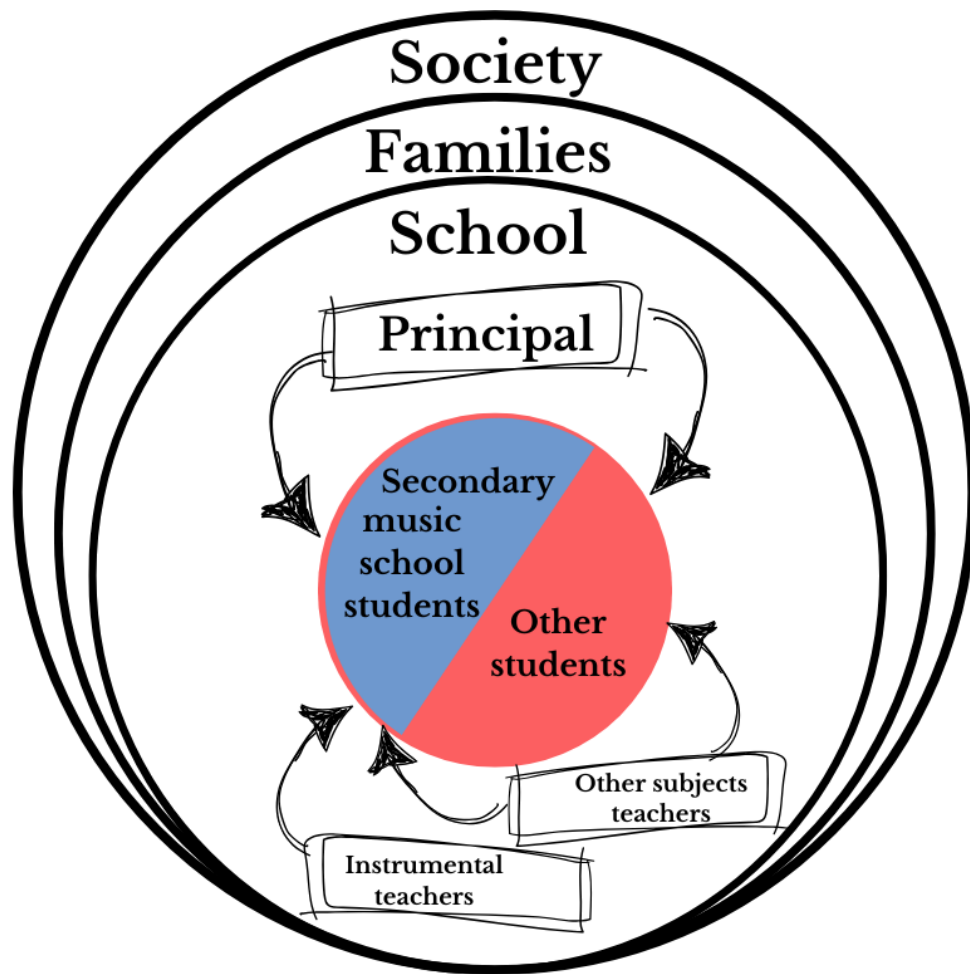 Society
Families
School
Principal
Secondary
music
school
students
Other
students
Other subjects
teachers
Instrumental
teachers